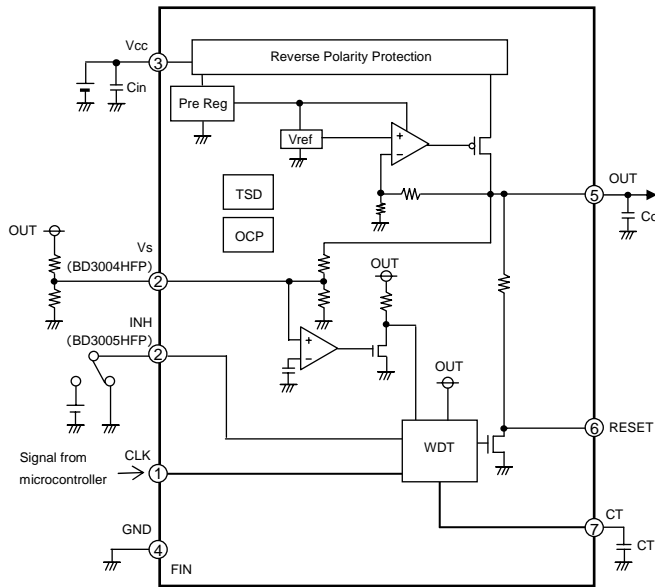 Vcc
3
Reverse Polarity Protection
Cin
Pre Reg
Vref
+
−
TSD
OCP
OUT
5
Co
OUT
Vs
(BD3004HFP)
2
OUT
INH
(BD3005HFP)
2
+
−
OUT
WDT
6
RESET
Signal from
microcontroller
CLK
1
CT
7
CT
GND
4
FIN